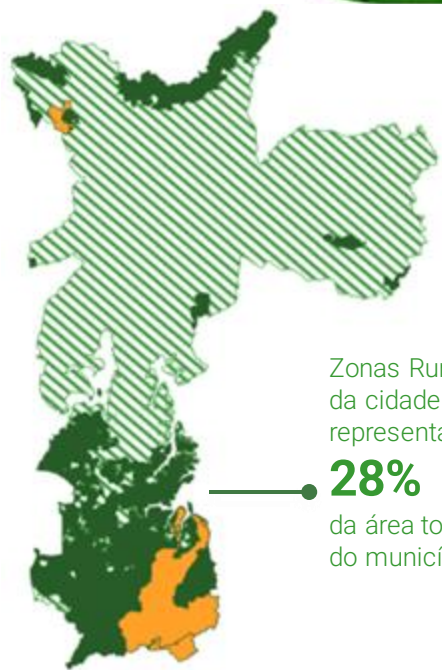 Zonas Rur
da cidade
representa
28%
da área to
do municí